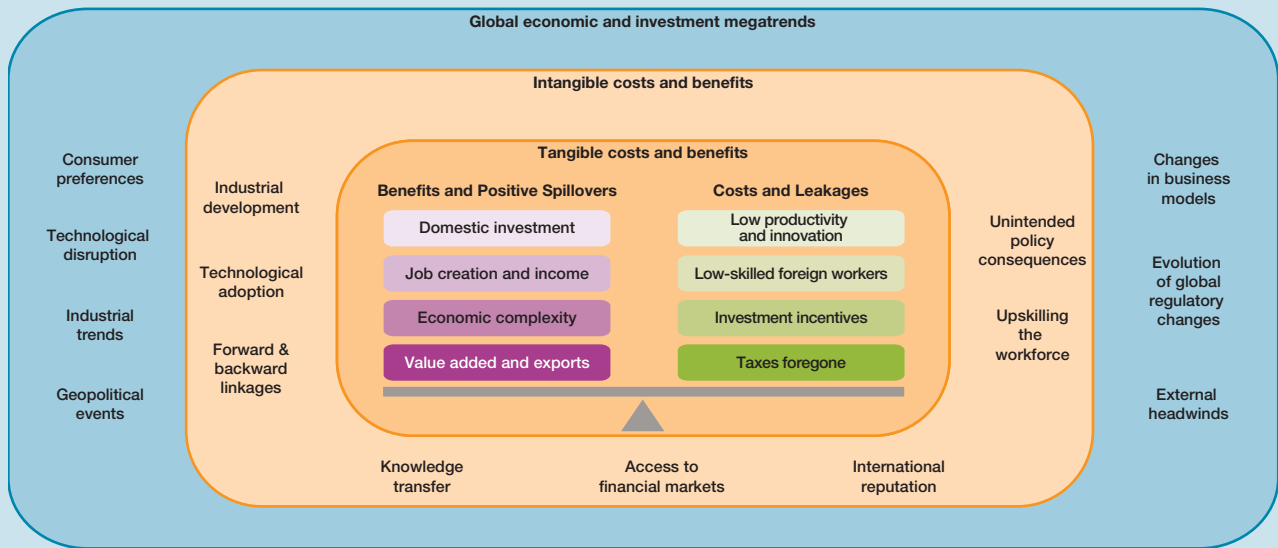 Global economic and investment megatrends
Intangible costs and benefits
Tangible costs and benefits
Consumer
preferences
Technological
disruption
Industrial
trends
Geopolitical
events
Industrial
development
Technological
adoption
Forward &
backward
linkages
Benefits and Positive Spillovers
Domestic investment
Job creation and income
Economic complexity
Value added and exports
Costs and Leakages
Low productivity
and innovation
Low-skilled foreign workers
Investment incentives
Taxes foregone
Unintended
policy
consequences
Upskilling
the
workforce
Changes
in business
models
Evolution
of global
regulatory
changes
External
headwinds
Knowledge
transfer
Access to
financial markets
International
reputation